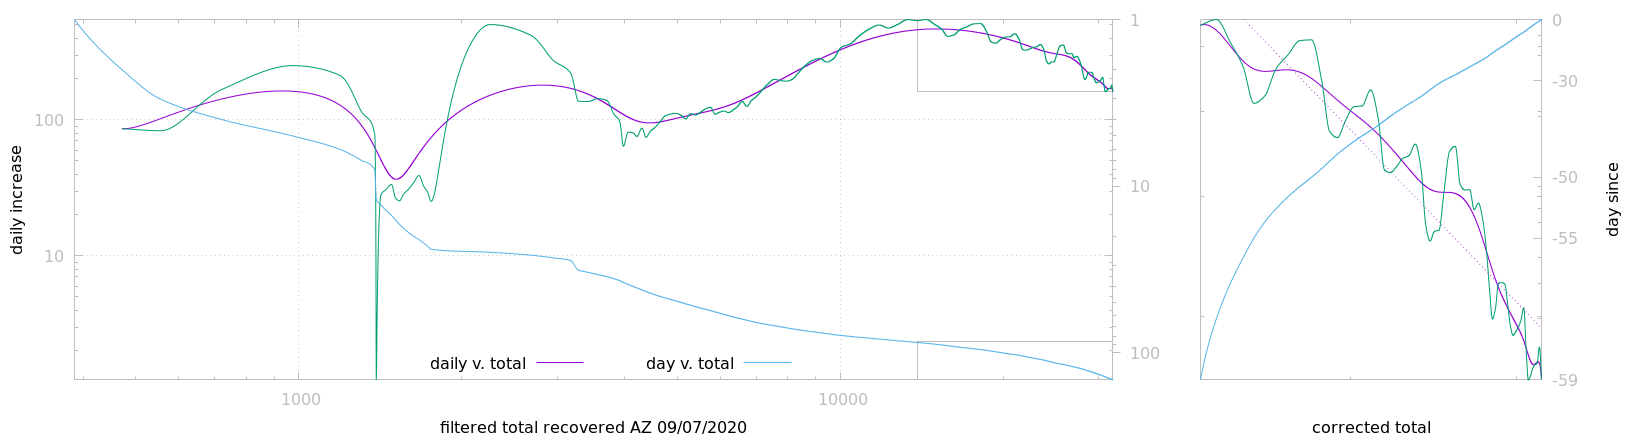 daily increase
100
10
1
10
100
1000
10000
daily v. total
day v. total
filtered total recovered AZ 09/07/2020
0
-30
-50
-55
-59
day since
corrected total